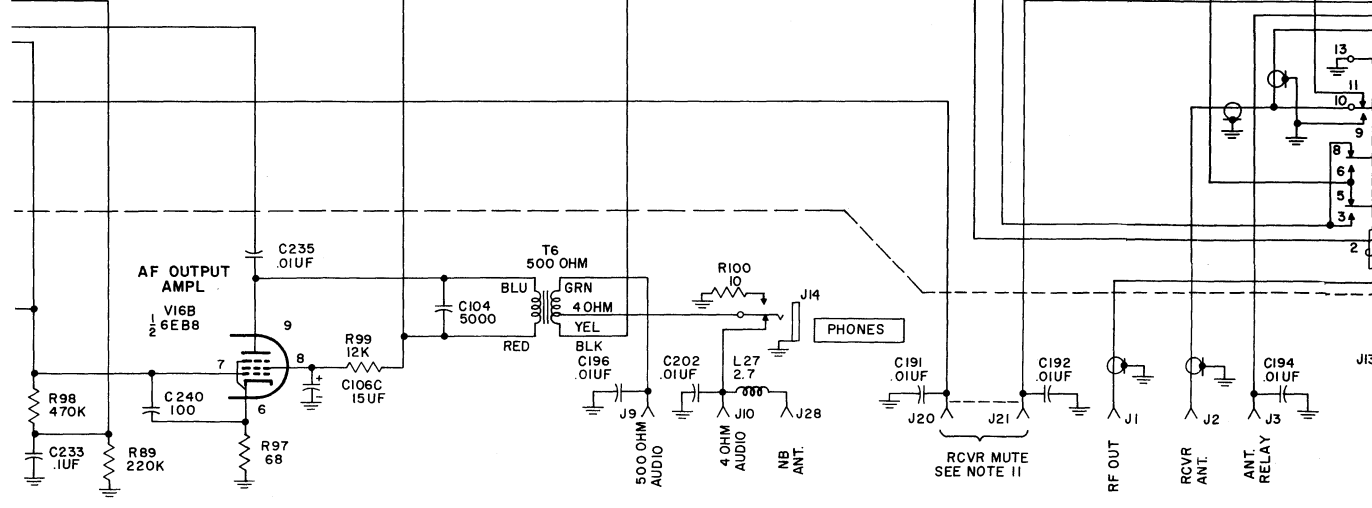 13
11
10
9
8
6
5
3
2
C235
.01UF
AF OUTPUT
AMPL
V16B
½ 6EB8
9
8
7
6
R99
12K
C106C
15UF
+
C240
100
R98
470K
C233
.1UF
R89
220K
R97
68
C104
5000
T6
500 OHM
BLU
GRN
4 OHM
YEL
RED
BLK
R100
10
J14
PHONES
C196
.01UF
C202
.01UF
L27
2.7
J9
J10
J28
500 OHM
AUDIO
4 OHM
AUDIO
NB
ANT.
C191
.01UF
C192
.01UF
J20
J21
RCVR MUTE
SEE NOTE 11
J1
J2
J3
C194
.01UF
J13
RF OUT
RCVR
ANT.
ANT.
RELAY